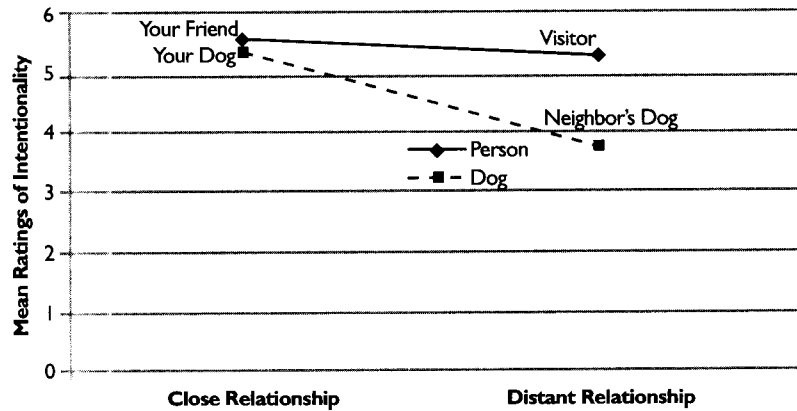 Mean Ratings of Intentionality
6
5
4
3
2
1
0
Your Friend
Your Dog
Visitor
Neighbor's Dog
Person
Dog
Close Relationship
Distant Relationship